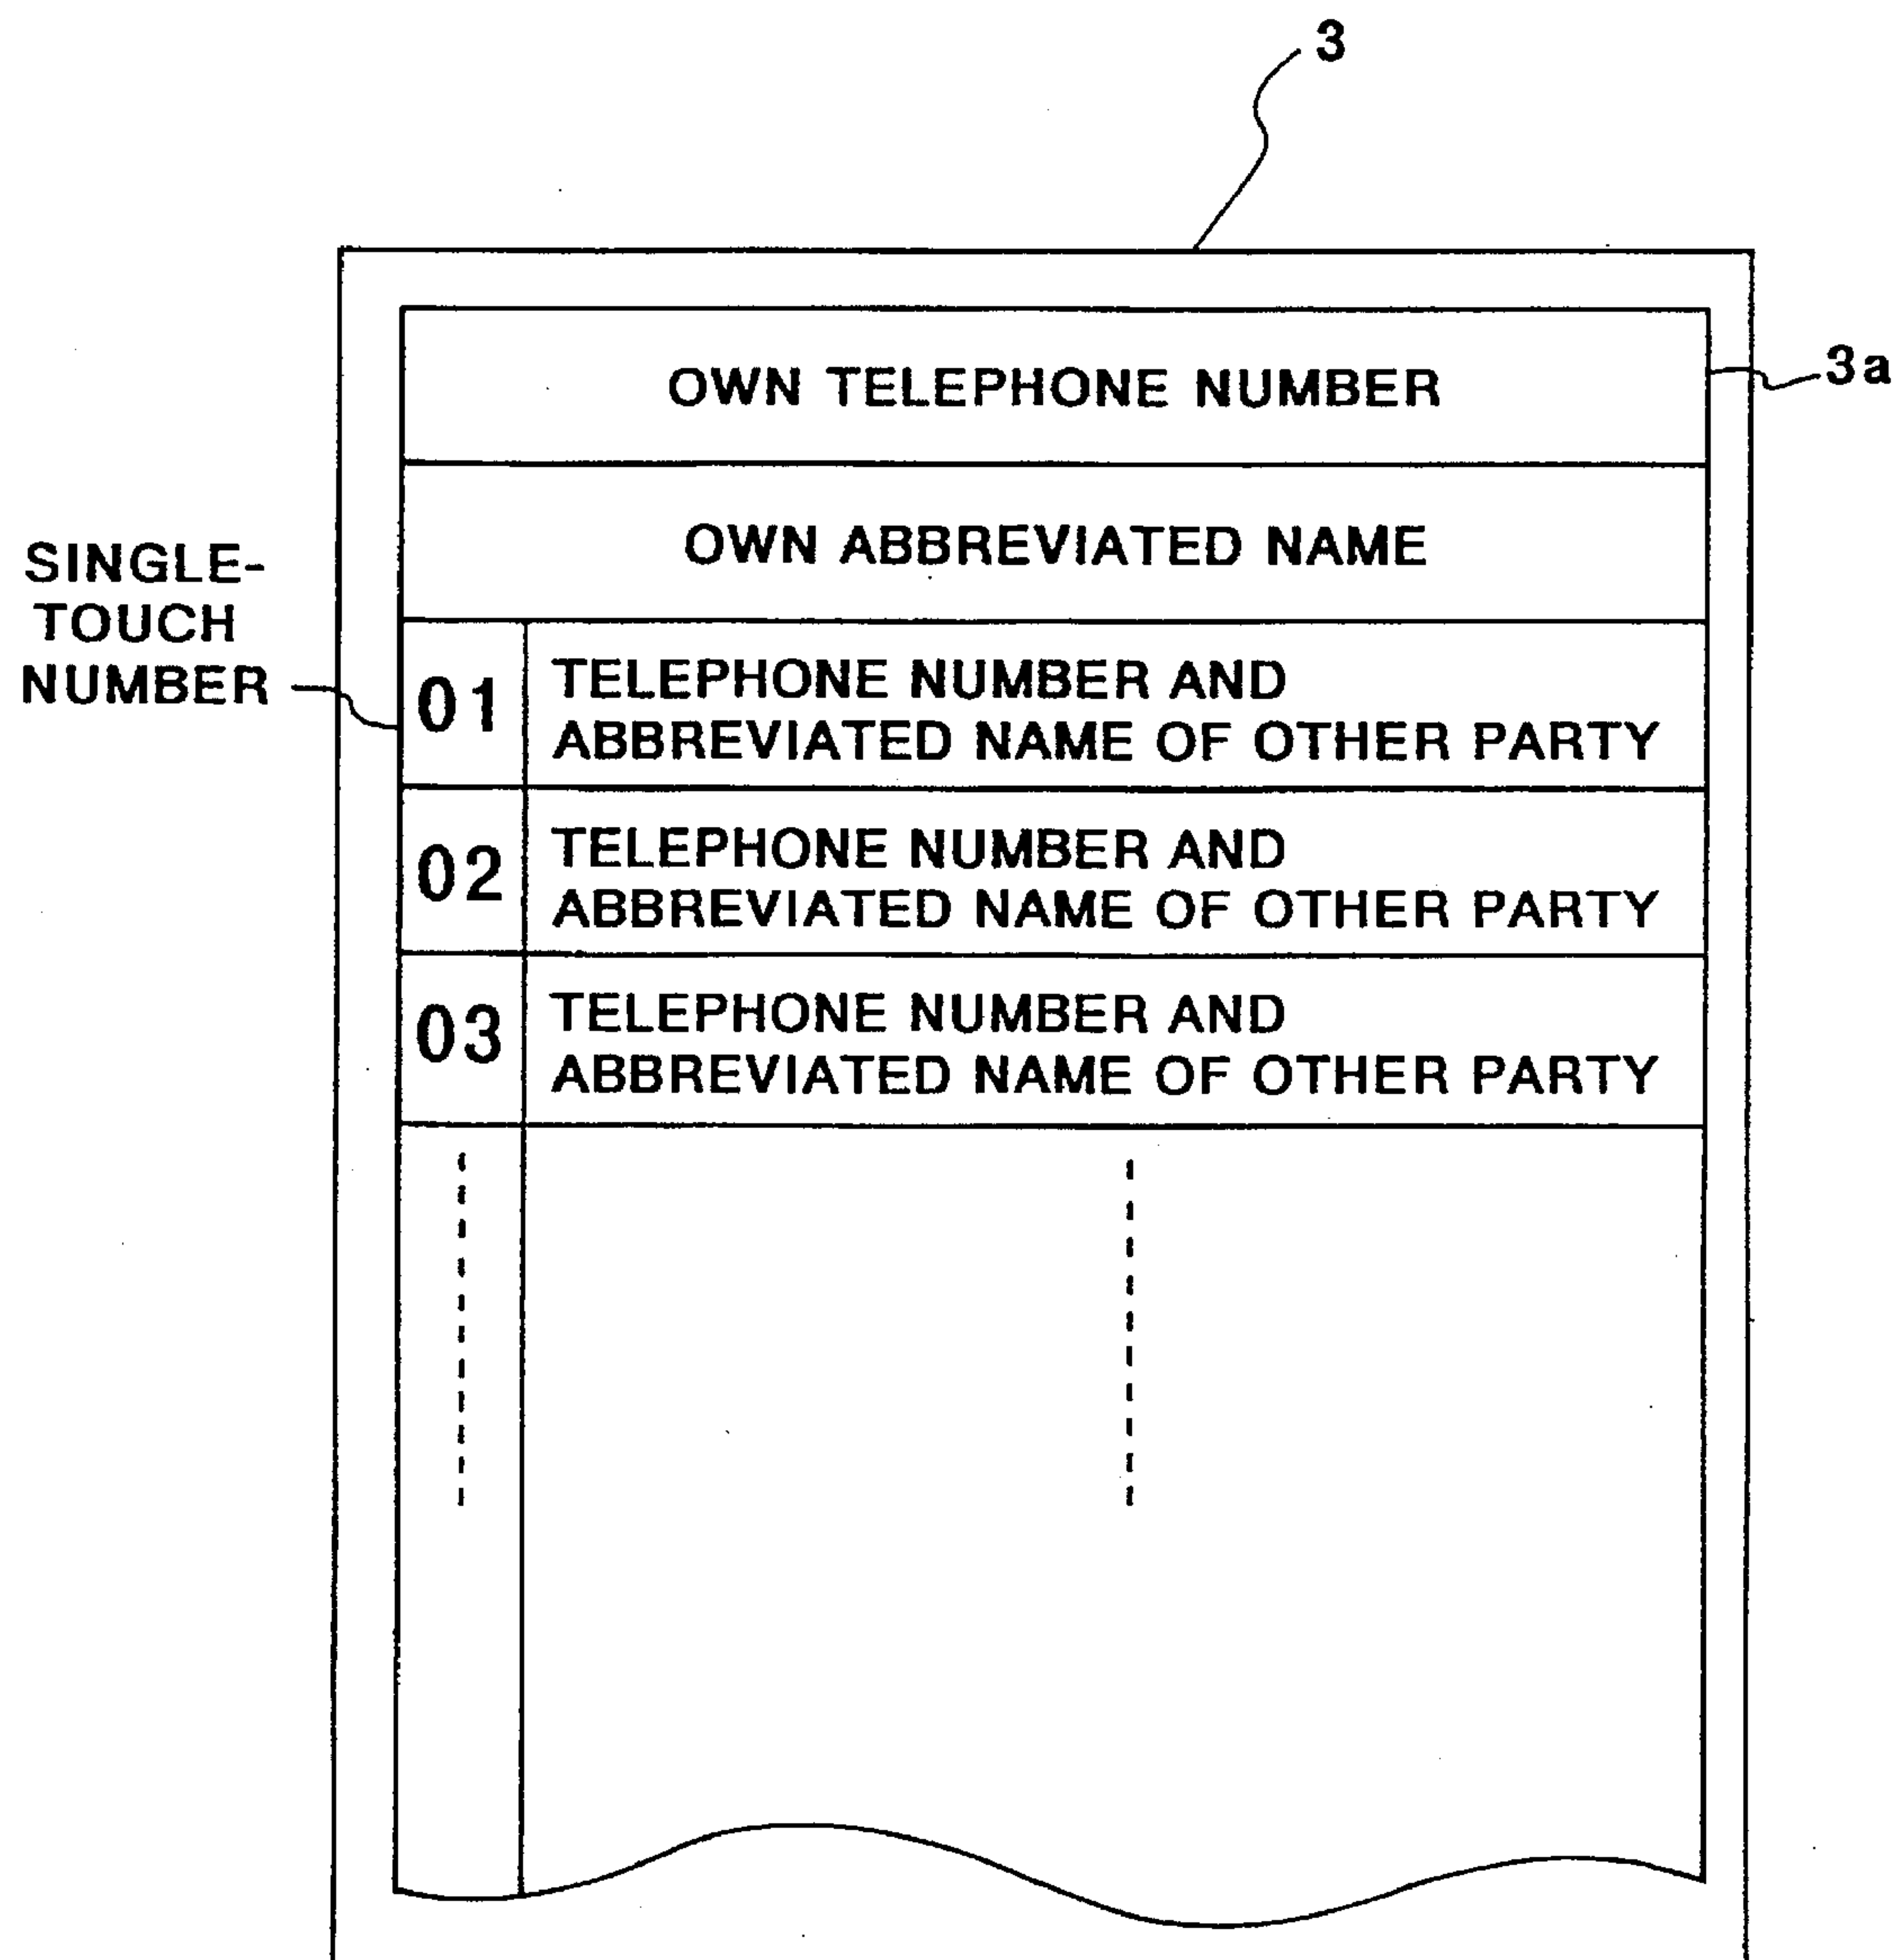 3
3a
OWN TELEPHONE NUMBER
OWN ABBREVIATED NAME
SINGLE-
TOUCH
NUMBER
01
TELEPHONE NUMBER AND
ABBREVIATED NAME OF OTHER PARTY
02
TELEPHONE NUMBER AND
ABBREVIATED NAME OF OTHER PARTY
03
TELEPHONE NUMBER AND
ABBREVIATED NAME OF OTHER PARTY